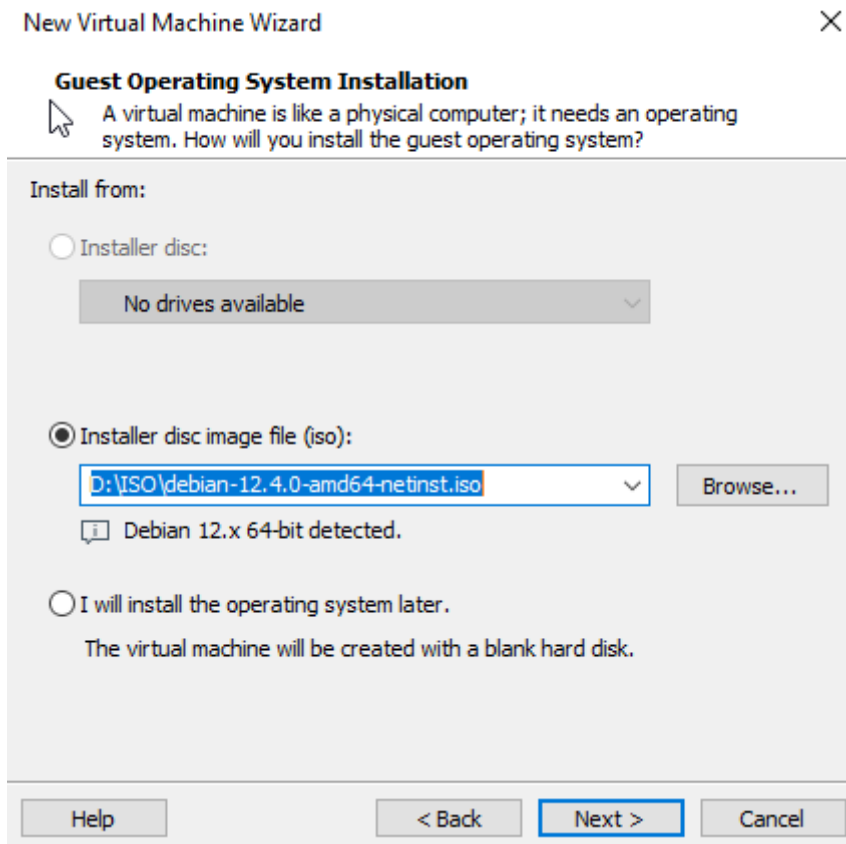 New Virtual Machine Wizard
Guest Operating System Installation
A virtual machine is like a physical computer; it needs an operating
system. How will you install the guest operating system?
Install from:
Installer disc:
No drives available
Installer disc image file (iso):
D:\ISO\debian-12.4.0-amd64-netinst.iso
Browse...
Debian 12.x 64-bit detected.
I will install the operating system later.
The virtual machine will be created with a blank hard disk.
Help
< Back
Next >
Cancel